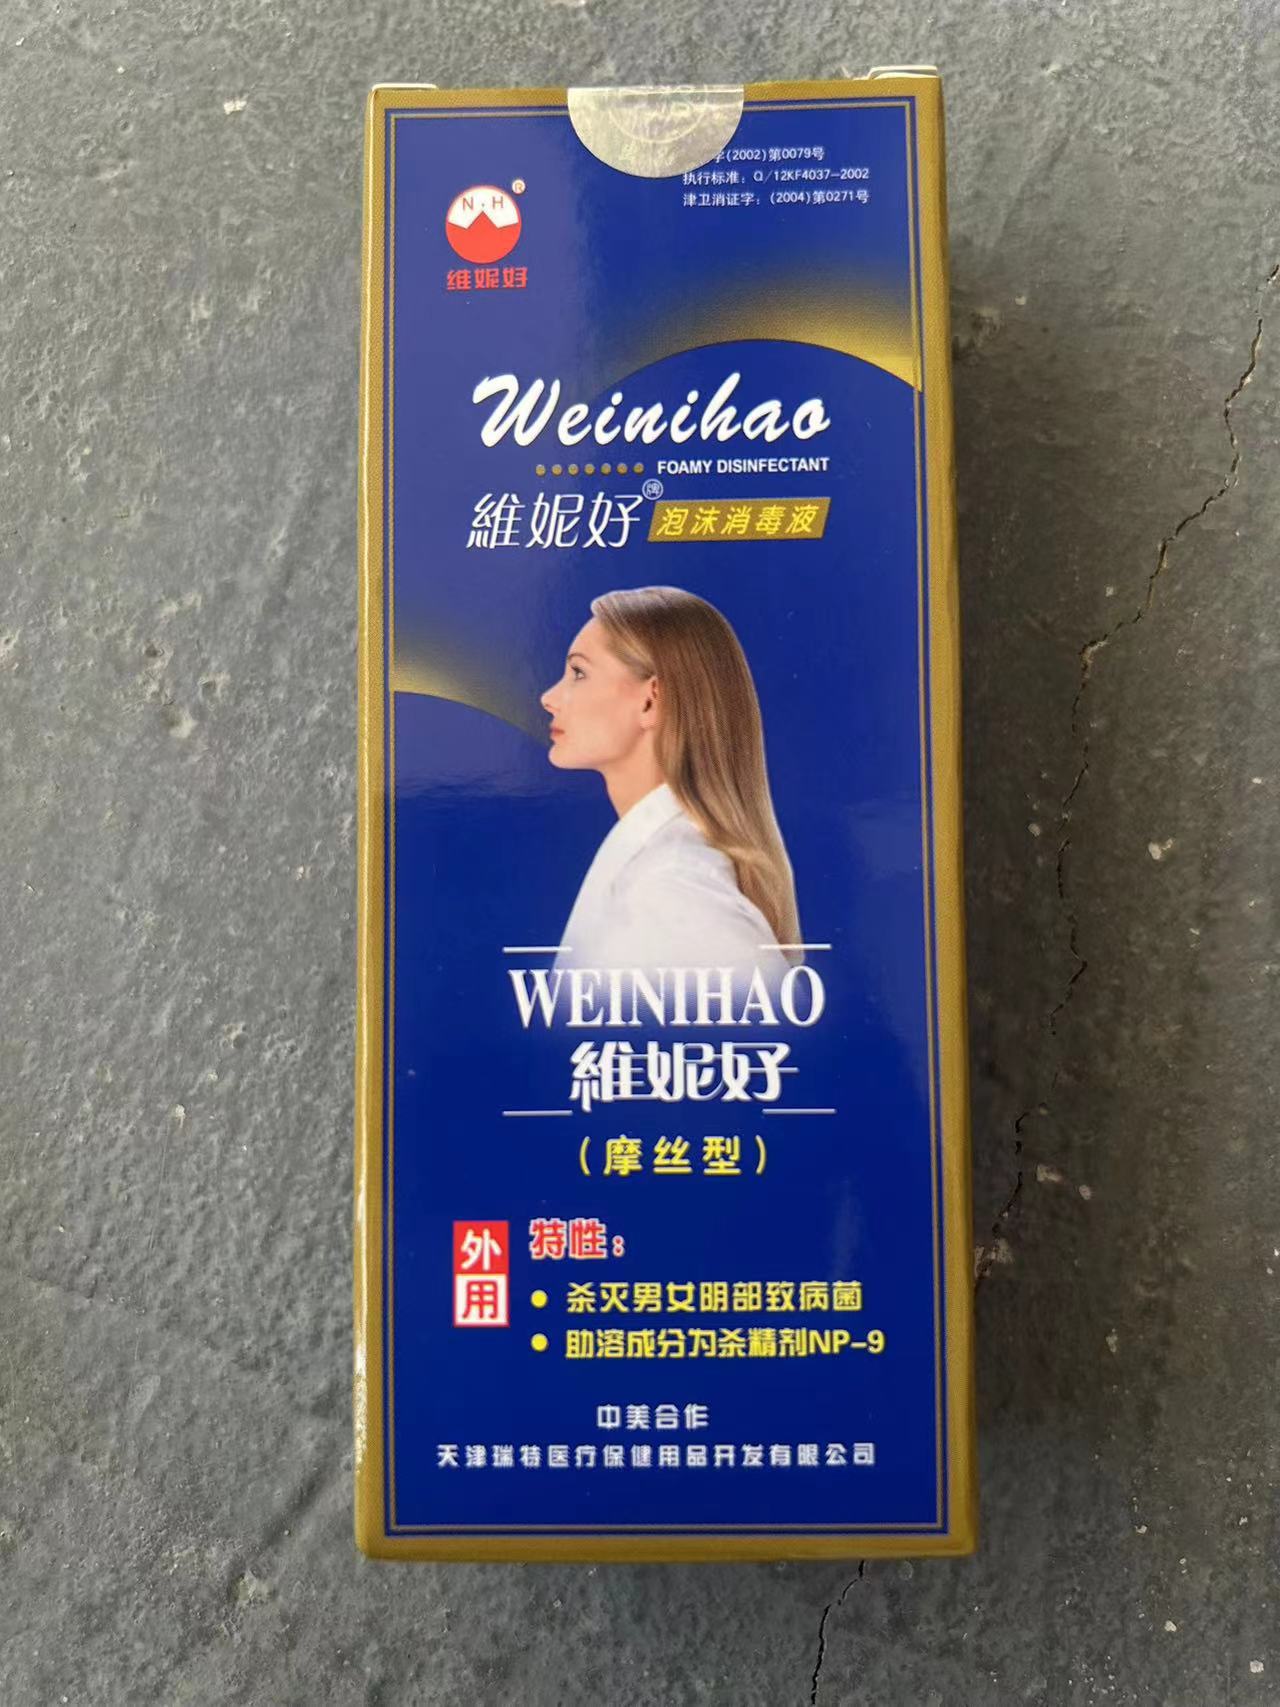 字(2002)第0079号
执行标准：Q/12KF4037-2002
津卫消证字：(2004)第0271号
N·H®
维妮好
Weinihao
FOAMY DISINFECTANT
維妮好牌 泡沫消毒液
WEINIHAO
維妮好
(摩丝型)
外用
特性：
• 杀灭男女阴部致病菌
• 助溶成分为杀精剂NP-9
中美合作
天津瑞特医疗保健用品开发有限公司